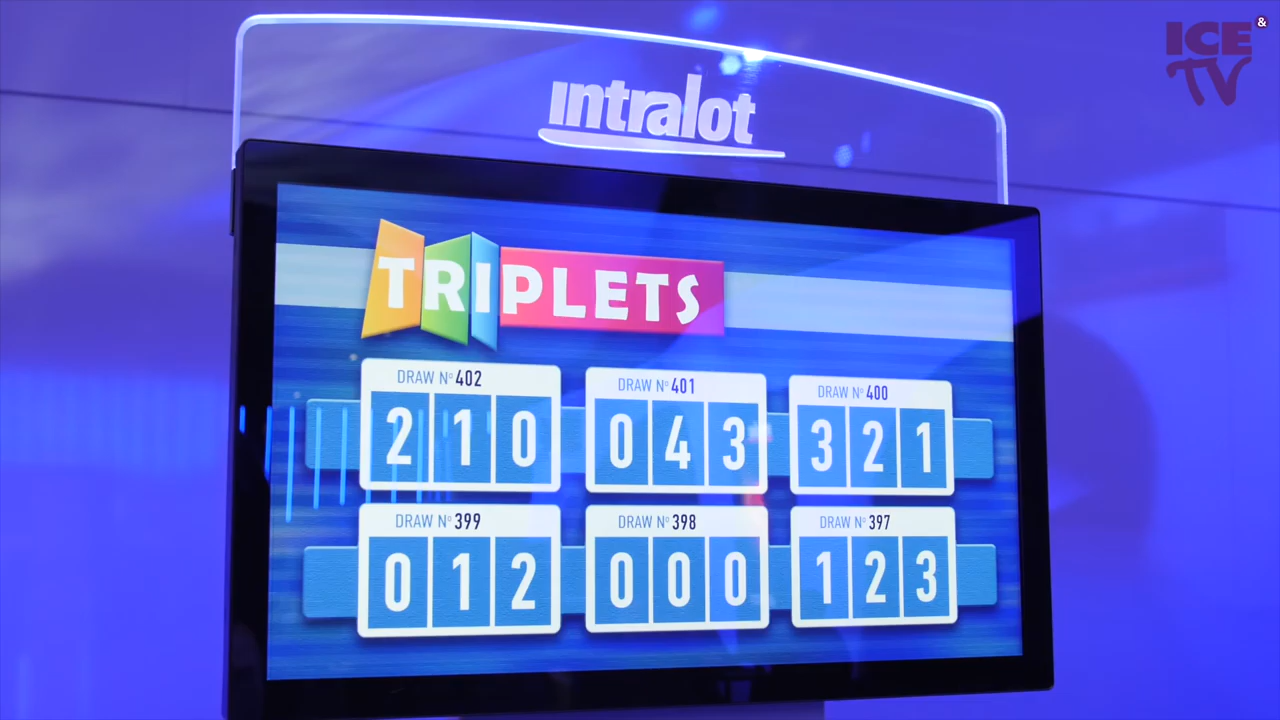 ICE &
TV
intralot
TRIPLETS
DRAW Nº 402
2 1 0
DRAW Nº 401
0 4 3
DRAW Nº 400
3 2 1
DRAW Nº 399
0 1 2
DRAW Nº 398
0 0 0
DRAW Nº 397
1 2 3